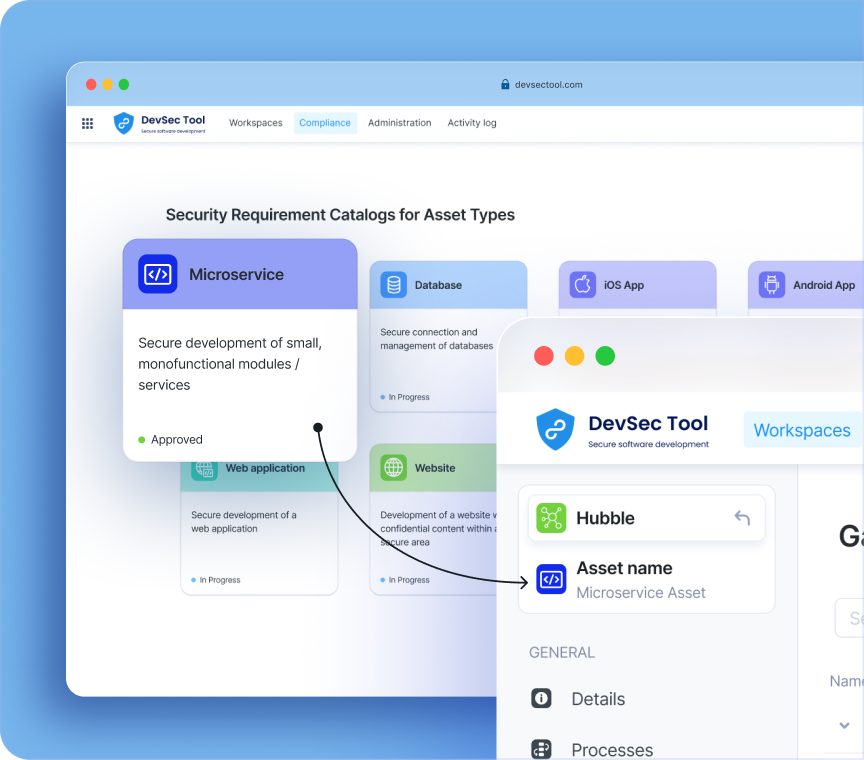 devsectool.com
DevSec Tool
Secure software development
Workspaces
Compliance
Administration
Activity log
Security Requirement Catalogs for Asset Types
Microservice
Secure development of small,
monofunctional modules /
services
Approved
Database
Secure connection and
management of databases
In Progress
iOS App
Android App
Web application
Secure development of a
web application
In Progress
Website
Development of a website w
confidential content within a
secure area
In Progress
DevSec Tool
Secure software development
Workspaces
Hubble
Asset name
Microservice Asset
GENERAL
Details
Processes
Ga
Se
Name